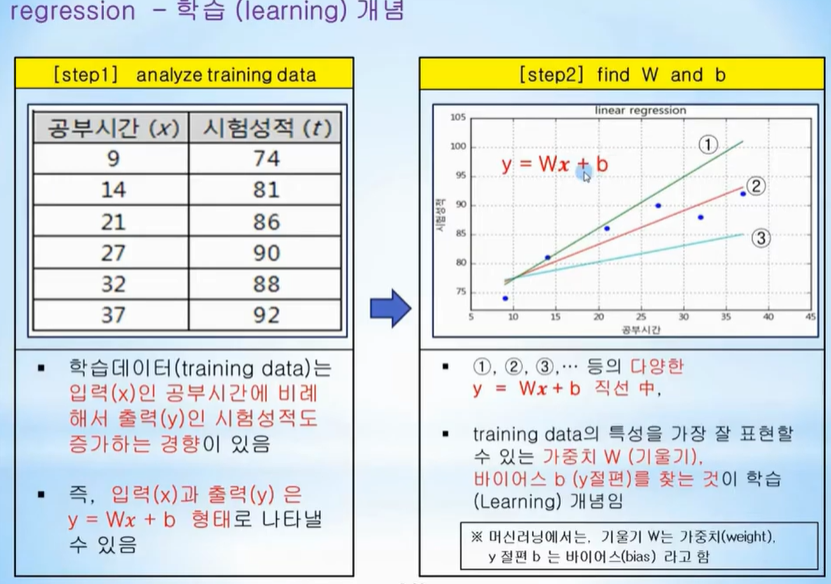 regression - 학습 (learning) 개념
[step1] analyze training data
공부시간 (x) 시험성적 (t)
9 74
14 81
21 86
27 90
32 88
37 92
▪ 학습데이터(training data)는
입력(x)인 공부시간에 비례
해서 출력(y)인 시험성적도
증가하는 경향이 있음
▪ 즉, 입력(x)과 출력(y) 은
y = Wx + b 형태로 나타낼
수 있음
[step2] find W and b
linear regression
105
100
95
90
85
80
75
시험성적
y = Wx + b
①
②
③
5 10 15 20 25 30 35 40 45
공부시간
▪ ①, ②, ③,… 등의 다양한
y = Wx + b 직선 中,
▪ training data의 특성을 가장 잘 표현할
수 있는 가중치 W (기울기),
바이어스 b (y절편)를 찾는 것이 학습
(Learning) 개념임
※ 머신러닝에서는, 기울기 W는 가중치(weight),
y 절편 b 는 바이어스(bias) 라고 함